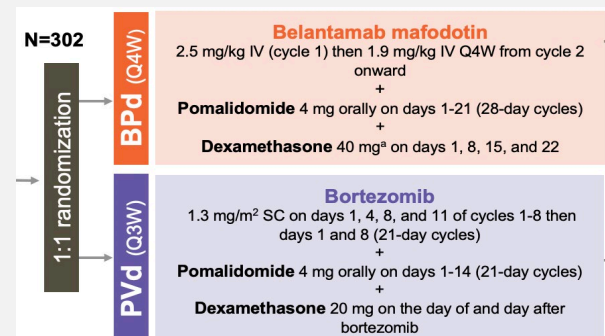 N=302
1:1 randomization
BPd (Q4W)
Belantamab mafodotin
2.5 mg/kg IV (cycle 1) then 1.9 mg/kg IV Q4W from cycle 2
onward
+
Pomalidomide 4 mg orally on days 1-21 (28-day cycles)
+
Dexamethasone 40 mgᵃ on days 1, 8, 15, and 22
PVd (Q3W)
Bortezomib
1.3 mg/m² SC on days 1, 4, 8, and 11 of cycles 1-8 then
days 1 and 8 (21-day cycles)
+
Pomalidomide 4 mg orally on days 1-14 (21-day cycles)
+
Dexamethasone 20 mg on the day of and day after
bortezomib